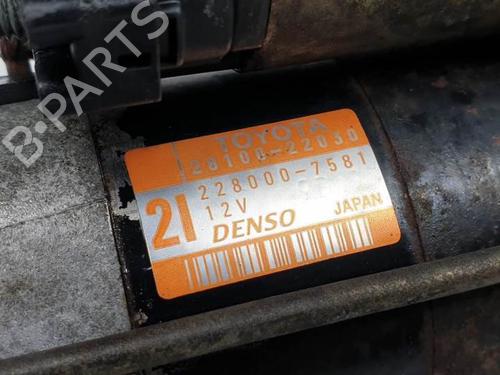 B-PARTS
TOYOTA
28100-22030
228000-7581
21 12V
DENSO JAPAN